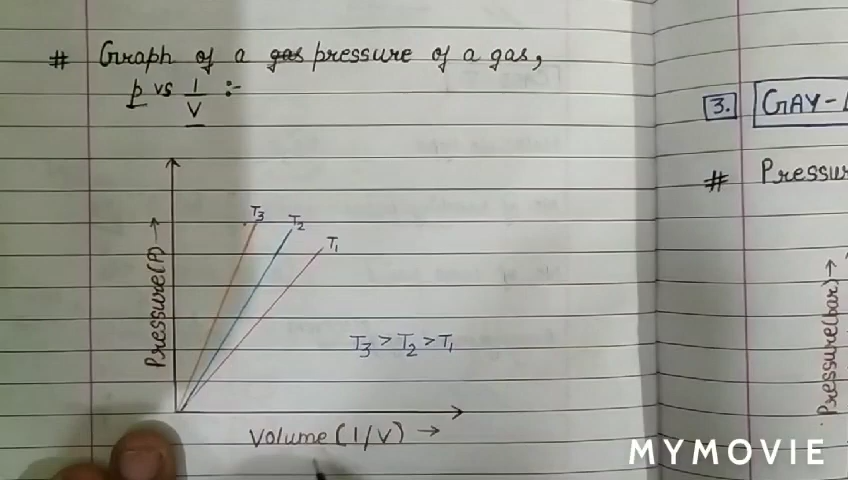 # Graph of a gas pressure of a gas,
p vs 1/V :-
T3
T2
T1
Pressure(P) →
T3 > T2 > T1
Volume (1/V) →
3. GAY-
# Pressur
Pressure(bar) →
MYMOVIE